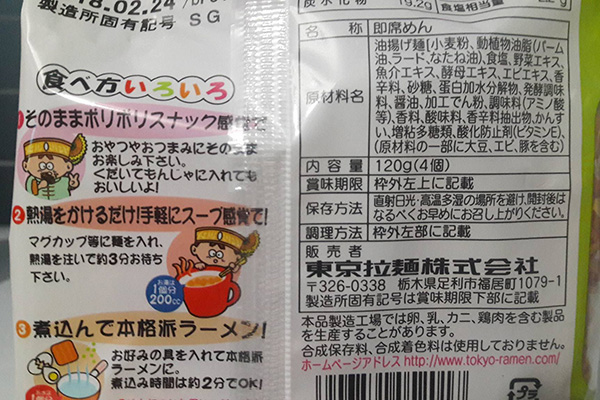 18.02.24
製造所固有記号 SG
食べ方いろいろ
1 そのままポリポリスナック感覚で
おやつやおつまみにそのまま
お楽しみ下さい。
くだいてもんじゃに入れても
おいしいよ!
2 熱湯をかけるだけ!手軽にスープ感覚で!
マグカップ等に麺を入れ、
熱湯を注いで約3分お待ち
下さい。
お湯は
1個分
200cc
3 煮込んで本格派ラーメン!
お好みの具を入れて本格派
ラーメンに。
煮込み時間は約2分でOK!
炭水化物 19.2g
食塩相当量
名称 即席めん
原材料名 油揚げ麺[小麦粉、動植物油脂(パーム
油、ラード、なたね油)、食塩、野菜エキス、
魚介エキス、酵母エキス、エビエキス、香
辛料、砂糖、蛋白加水分解物、発酵調味
料、醤油、加工でん粉、調味料(アミノ酸
等)、香料、酸味料、香辛料抽出物、かんす
い、増粘多糖類、酸化防止剤(ビタミンE)、
(原材料の一部に大豆、エビ、豚を含む)]
内容量 120g(4個)
賞味期限 枠外左上に記載
保存方法 直射日光・高温多湿の場所を避け、開封後は
なるべくお早めにお召し上がりください。
調理方法 枠外左部に記載
販売者
東京拉麺株式会社
〒326-0338 栃木県足利市福居町1079-1
製造所固有記号は賞味期限下部に記載
本品製造工場では卵、乳、カニ、鶏肉を含む製品
を生産することがあります。
合成保存料、合成着色料は使用しておりません。
ホームページアドレス http://www.tokyo-ramen.com/
プラ